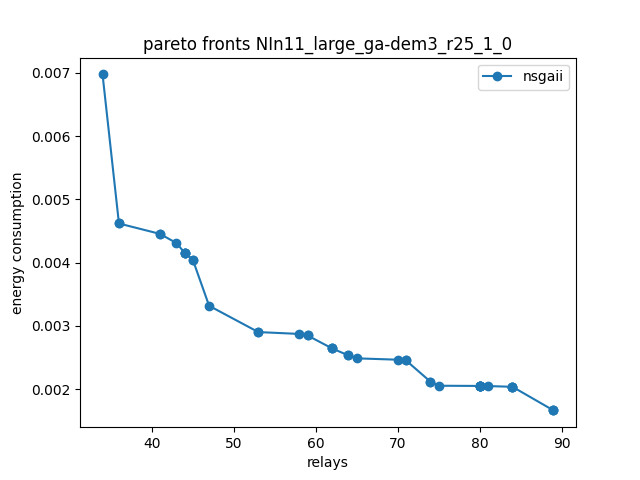 pareto fronts NIn11_large_ga-dem3_r25_1_0
nsgaii
energy consumption
0.007
0.006
0.005
0.004
0.003
0.002
40 50 60 70 80 90
relays